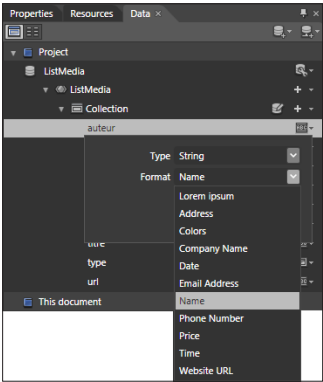 Properties Resources Data
Project
ListMedia
ListMedia
Collection
auteur
Type String
Format Name
Lorem ipsum
Address
Colors
Company Name
Date
Email Address
Name
Phone Number
Price
Time
Website URL
titre
type
url
This document